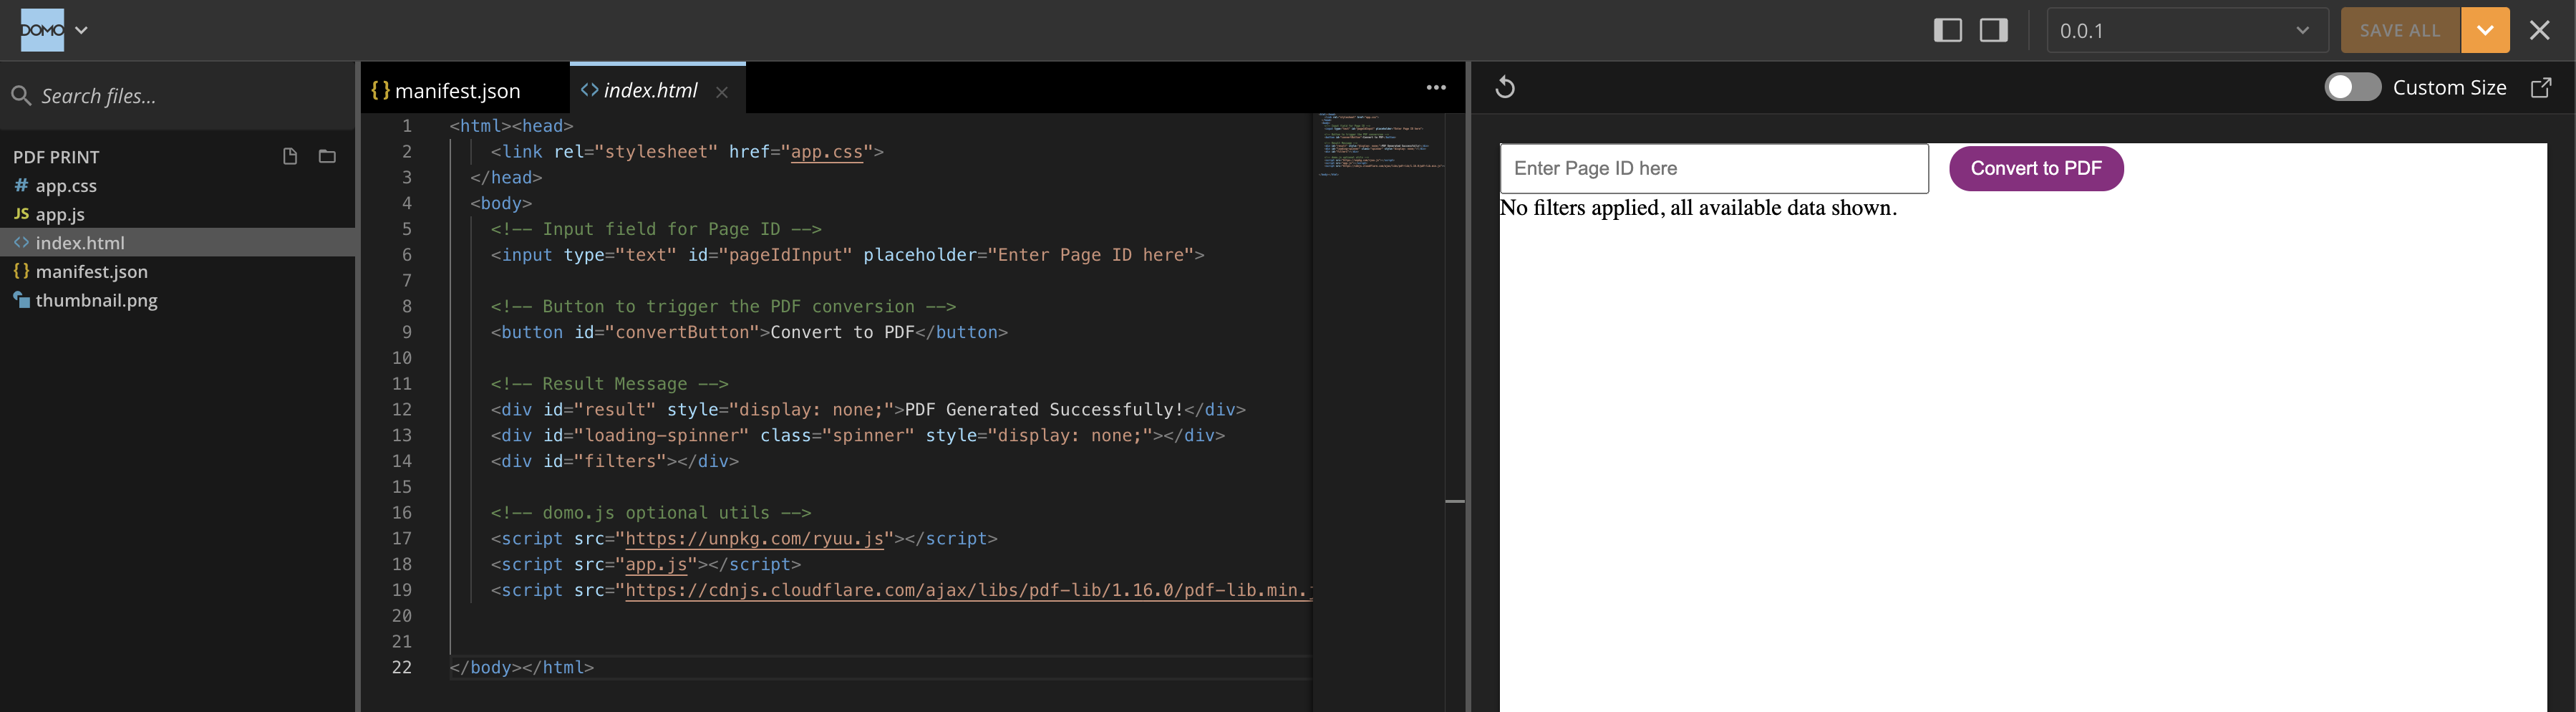 DOMO
0.0.1
SAVE ALL
Search files...
PDF PRINT
# app.css
JS app.js
<> index.html
{} manifest.json
thumbnail.png
{} manifest.json
<> index.html
1 <html><head>
2 <link rel="stylesheet" href="app.css">
3 </head>
4 <body>
5 <!-- Input field for Page ID -->
6 <input type="text" id="pageIdInput" placeholder="Enter Page ID here">
7
8 <!-- Button to trigger the PDF conversion -->
9 <button id="convertButton">Convert to PDF</button>
10
11 <!-- Result Message -->
12 <div id="result" style="display: none;">PDF Generated Successfully!</div>
13 <div id="loading-spinner" class="spinner" style="display: none;"></div>
14 <div id="filters"></div>
15
16 <!-- domo.js optional utils -->
17 <script src="https://unpkg.com/ryuu.js"></script>
18 <script src="app.js"></script>
19 <script src="https://cdnjs.cloudflare.com/ajax/libs/pdf-lib/1.16.0/pdf-lib.min.
20
21
22 </body></html>
Custom Size
Enter Page ID here
Convert to PDF
No filters applied, all available data shown.